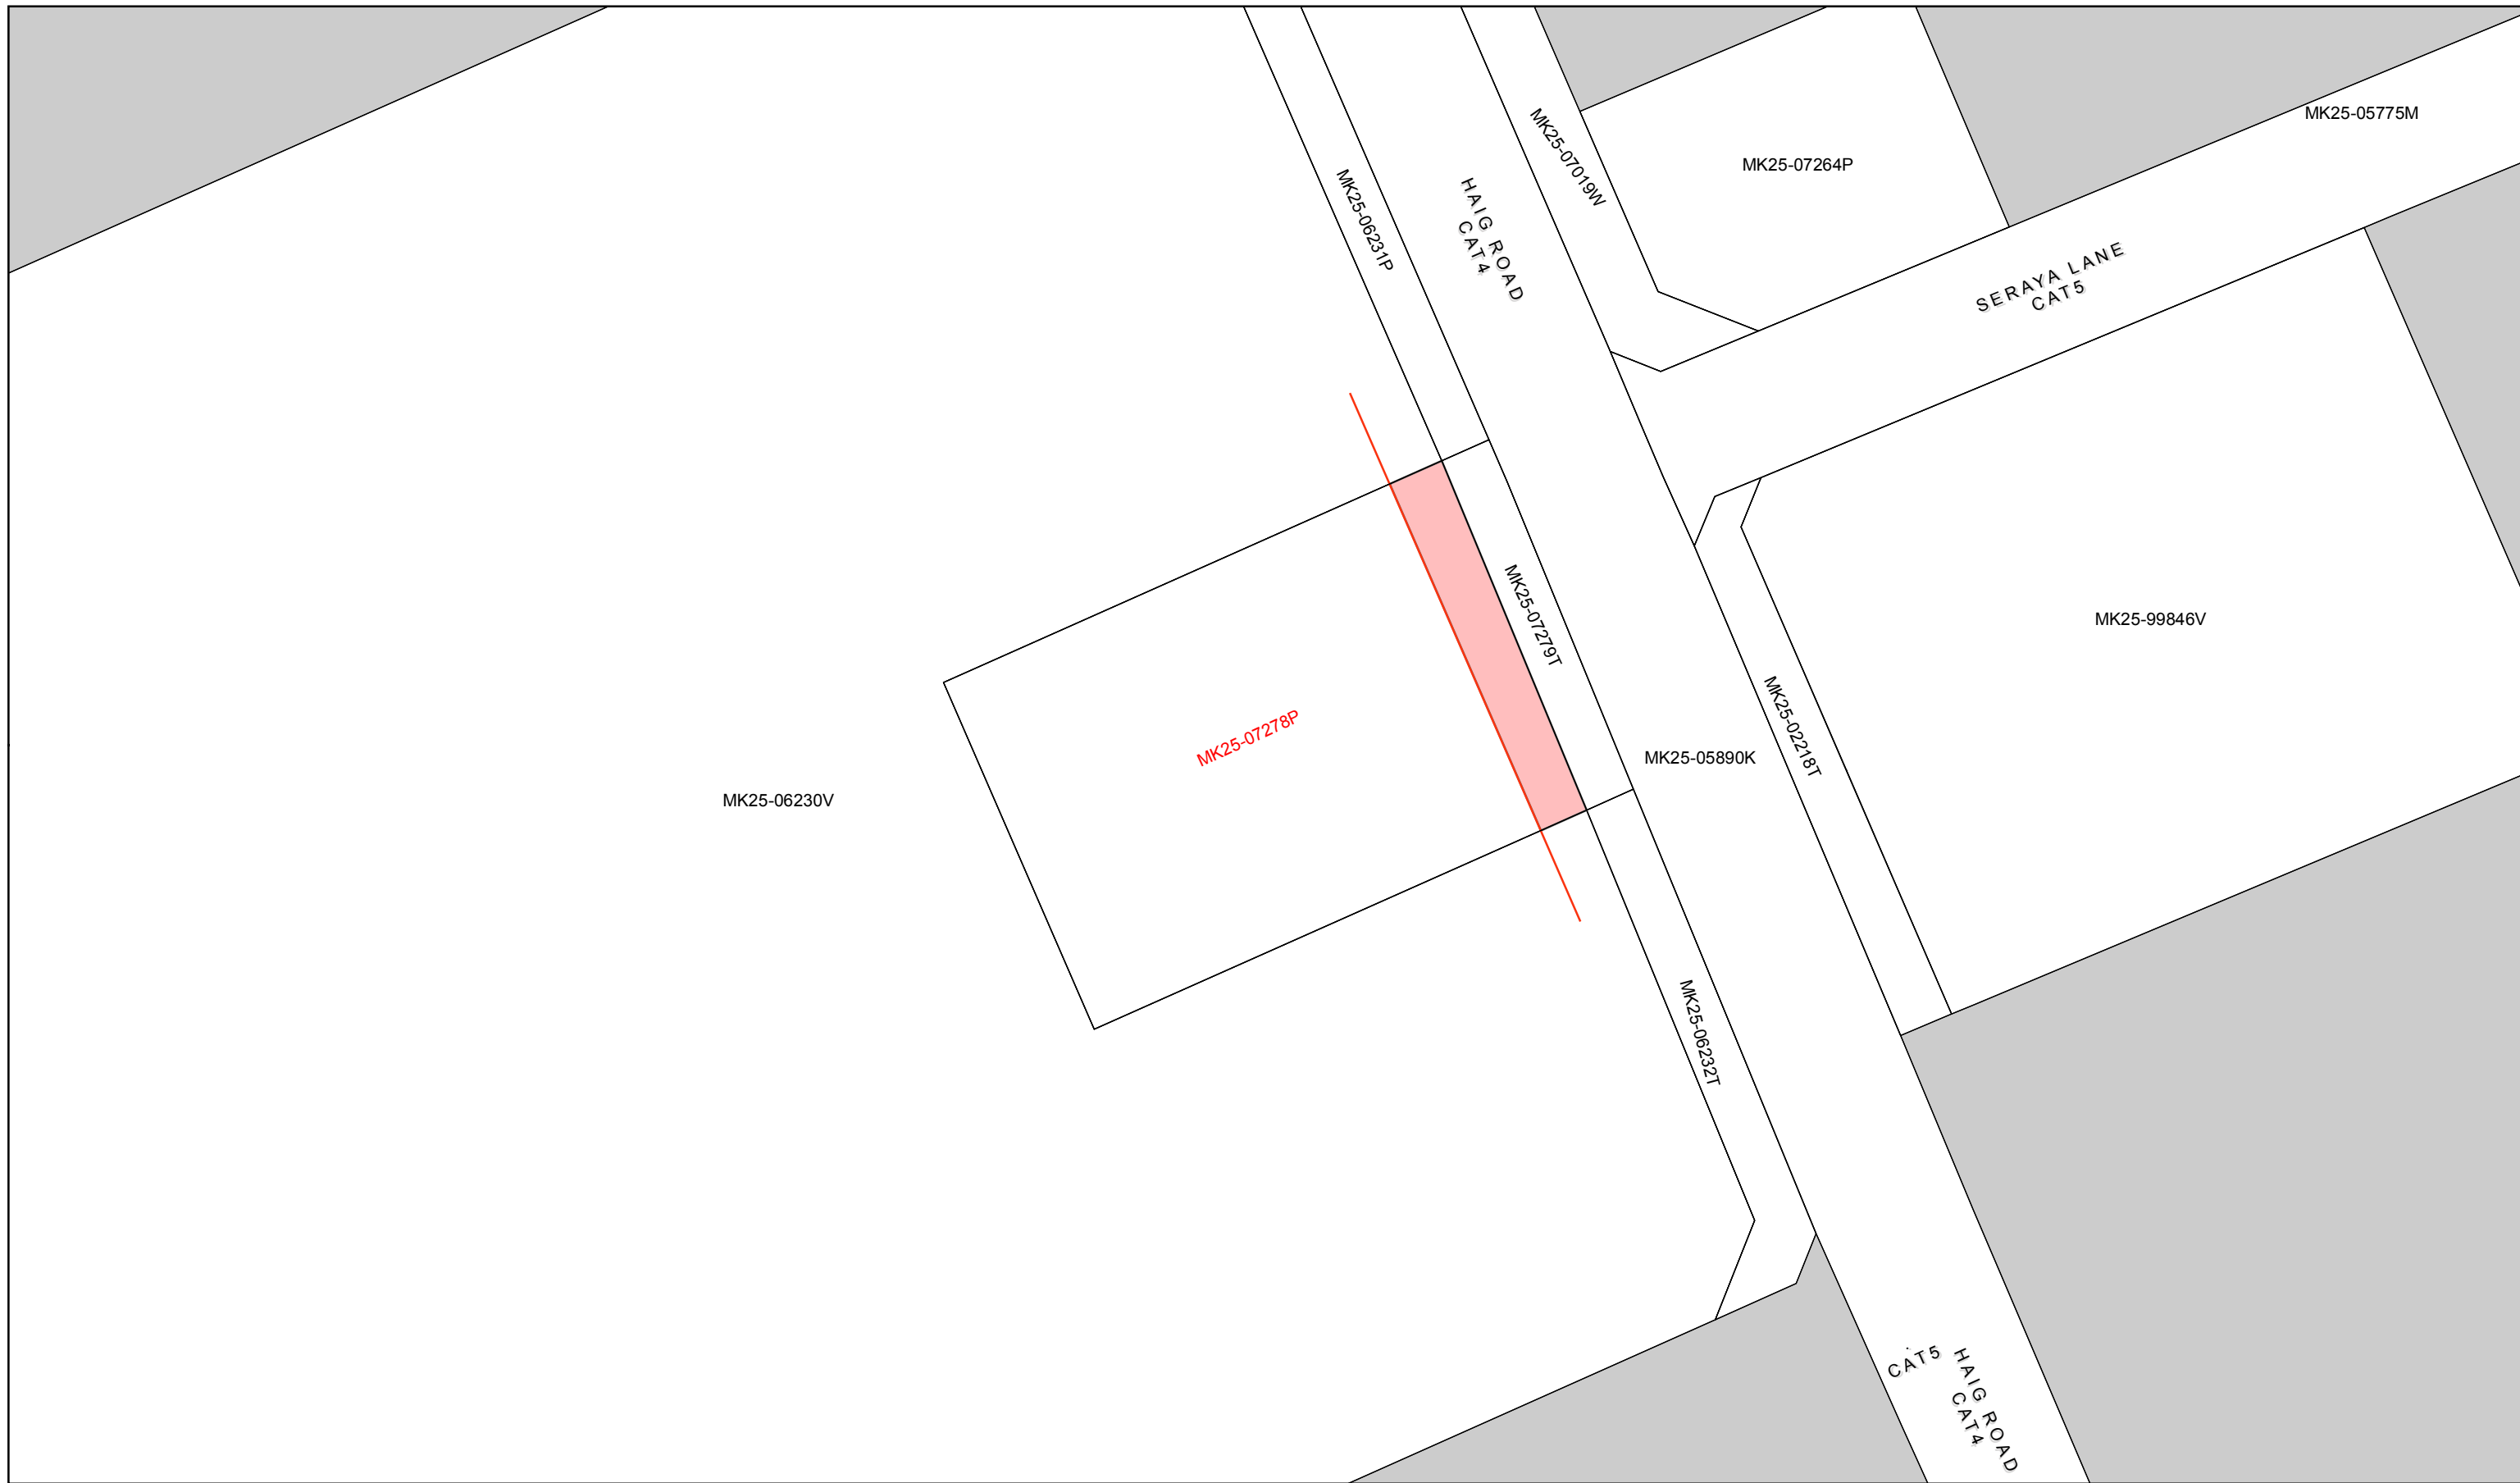 MK25-05775M
MK25-07264P
MK25-07019W
MK25-06231P
HAIG ROAD
CAT4
SERAYA LANE
CAT5
MK25-07279T
MK25-99846V
MK25-02218T
MK25-07278P
MK25-05890K
MK25-06230V
MK25-06232T
CAT5
HAIG ROAD
CAT4